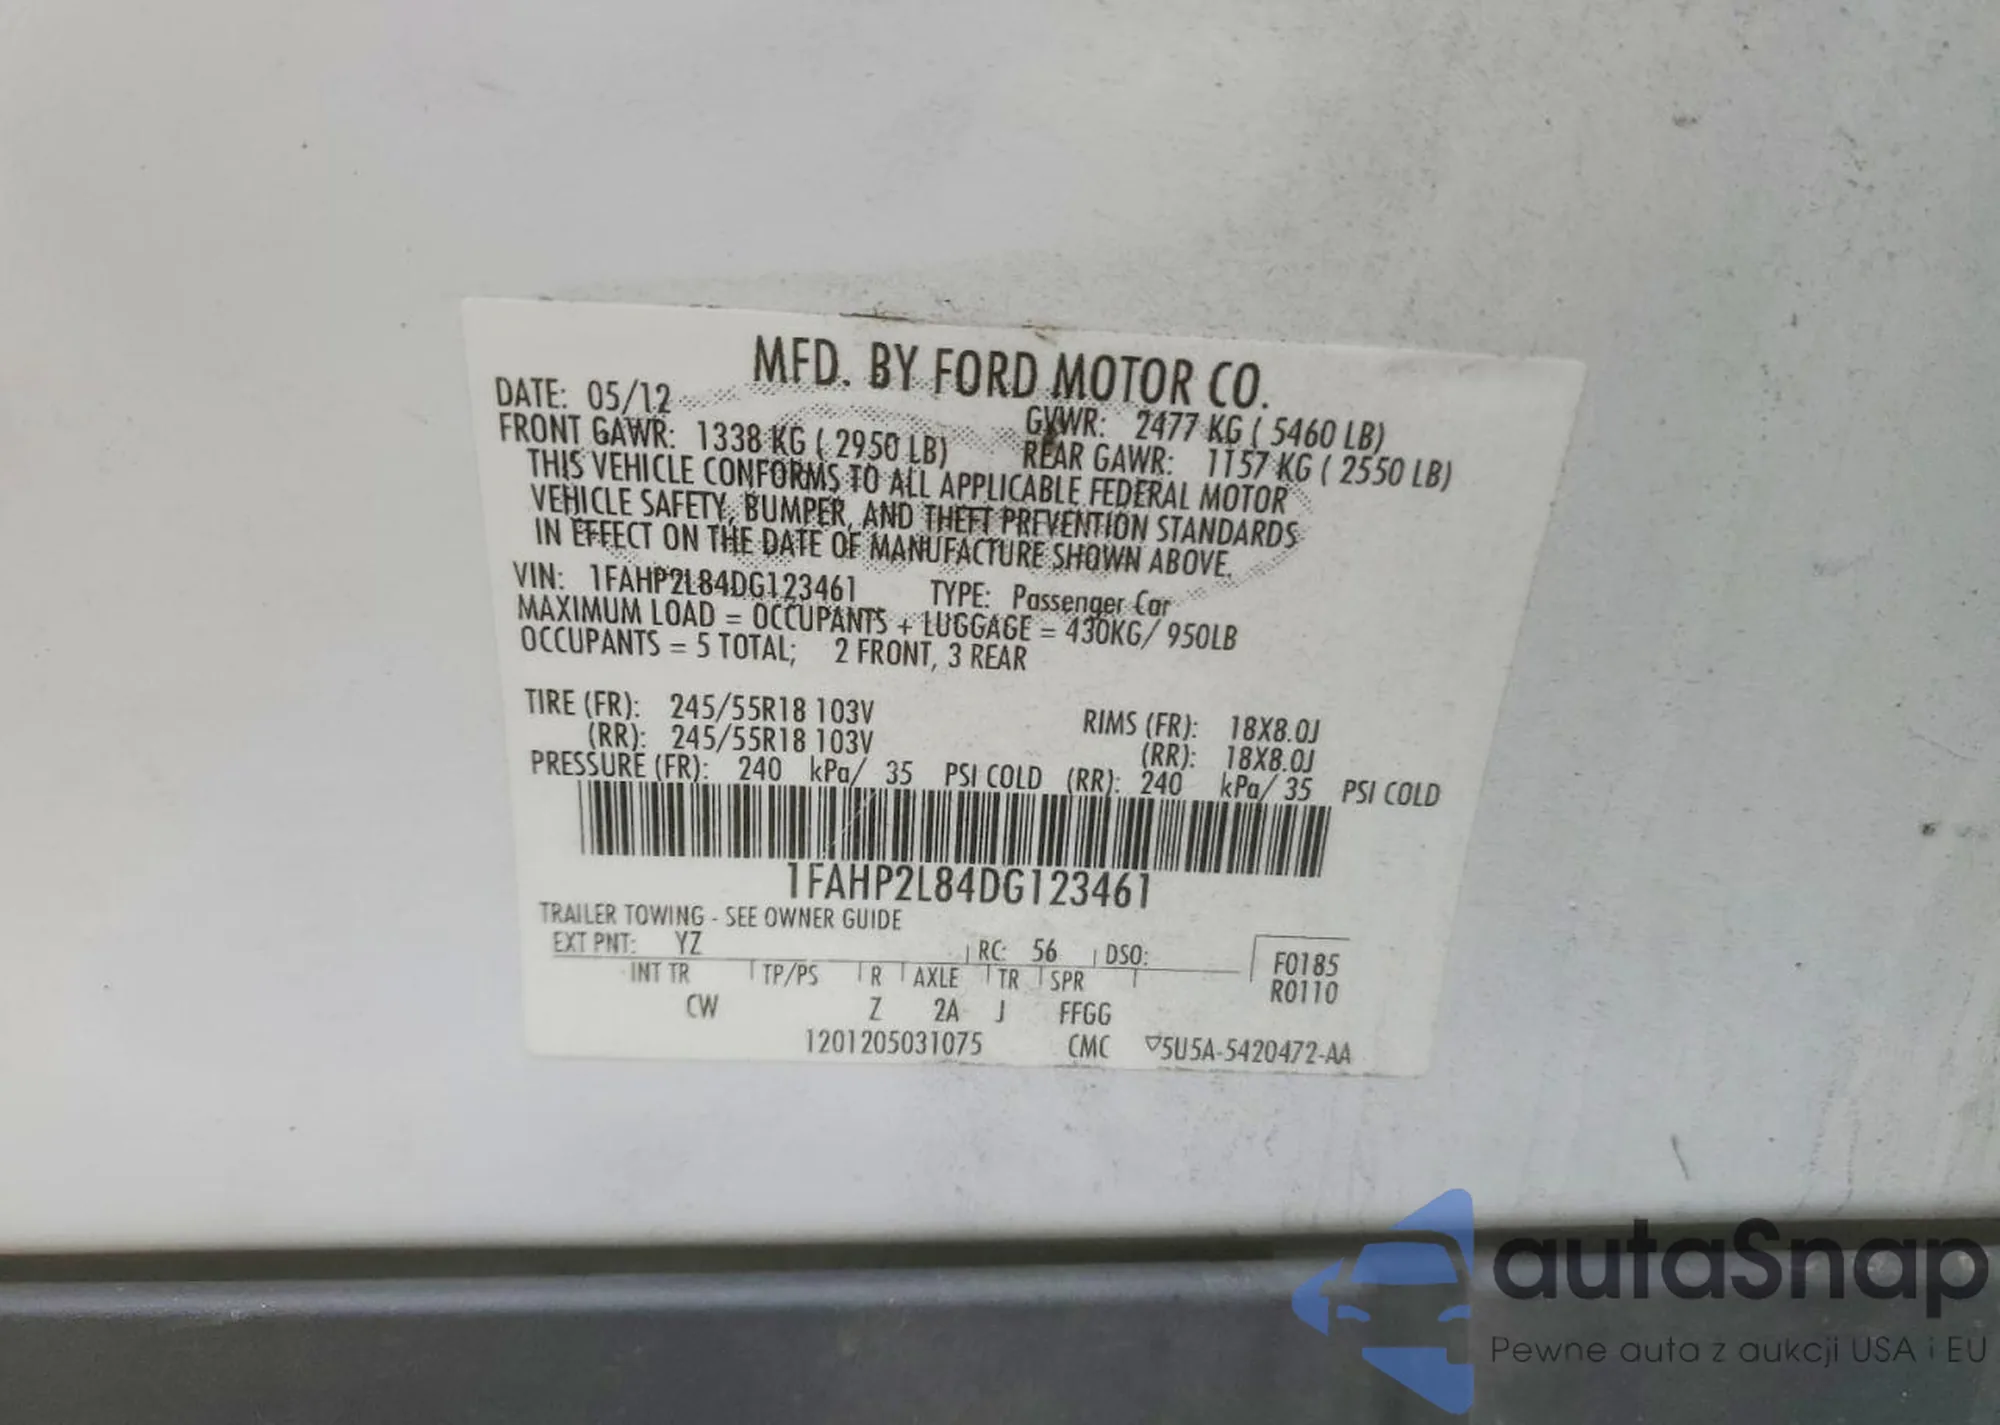 MFD. BY FORD MOTOR CO.
DATE: 05/12 GVWR: 2477 KG ( 5460 LB)
FRONT GAWR: 1338 KG ( 2950 LB) REAR GAWR: 1157 KG ( 2550 LB)
THIS VEHICLE CONFORMS TO ALL APPLICABLE FEDERAL MOTOR
VEHICLE SAFETY, BUMPER, AND THEFT PREVENTION STANDARDS
IN EFFECT ON THE DATE OF MANUFACTURE SHOWN ABOVE.
VIN: 1FAHP2L84DG123461 TYPE: Passenger Car
MAXIMUM LOAD = OCCUPANTS + LUGGAGE = 430KG/ 950LB
OCCUPANTS = 5 TOTAL; 2 FRONT, 3 REAR
TIRE (FR): 245/55R18 103V RIMS (FR): 18X8.0J
(RR): 245/55R18 103V (RR): 18X8.0J
PRESSURE (FR): 240 kPa/ 35 PSI COLD (RR): 240 kPa/ 35 PSI COLD
1FAHP2L84DG123461
TRAILER TOWING - SEE OWNER GUIDE
EXT PNT: YZ RC: 56 DSO: F0185
INT TR TP/PS R AXLE TR SPR R0110
CW Z 2A J FFGG
1201205031075 CMC ▽5U5A-5420472-AA
autaSnap
Pewne auta z aukcji USA i EU